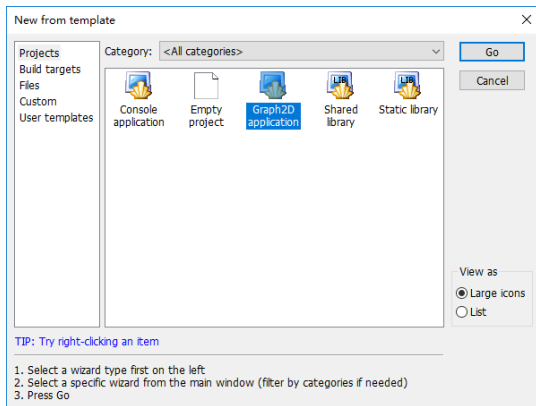 New from template
Projects
Build targets
Files
Custom
User templates
Category: <All categories>
Console application
Empty project
Graph2D application
Shared library
Static library
Go
Cancel
View as
Large icons
List
TIP: Try right-clicking an item
1. Select a wizard type first on the left
2. Select a specific wizard from the main window (filter by categories if needed)
3. Press Go